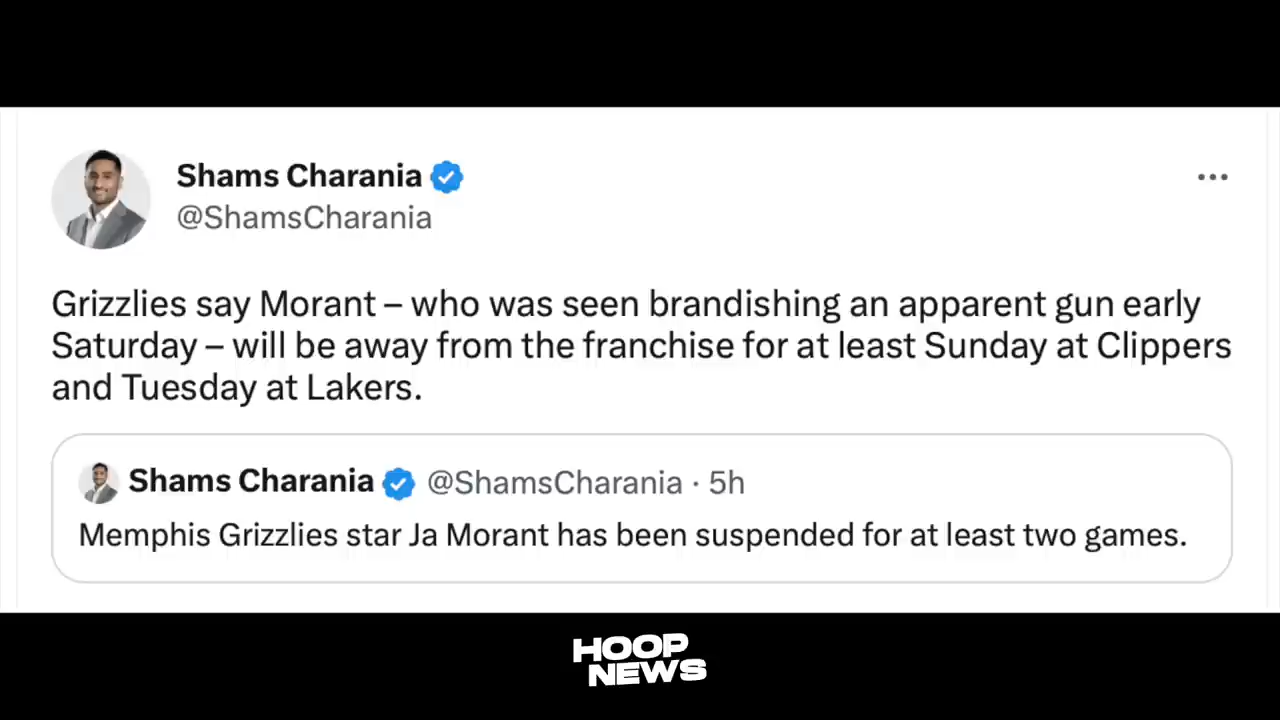 Shams Charania
@ShamsCharania
Grizzlies say Morant – who was seen brandishing an apparent gun early
Saturday – will be away from the franchise for at least Sunday at Clippers
and Tuesday at Lakers.
Shams Charania @ShamsCharania · 5h
Memphis Grizzlies star Ja Morant has been suspended for at least two games.
HOOP
NEWS